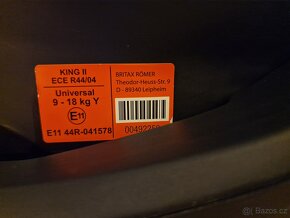 KING II
ECE R44/04
Universal
9 - 18 kg Y
E11
E11 44R-041578
BRITAX RÖMER
Theodor-Heuss-Str. 9
D - 89340 Leipheim
Bazoš.cz